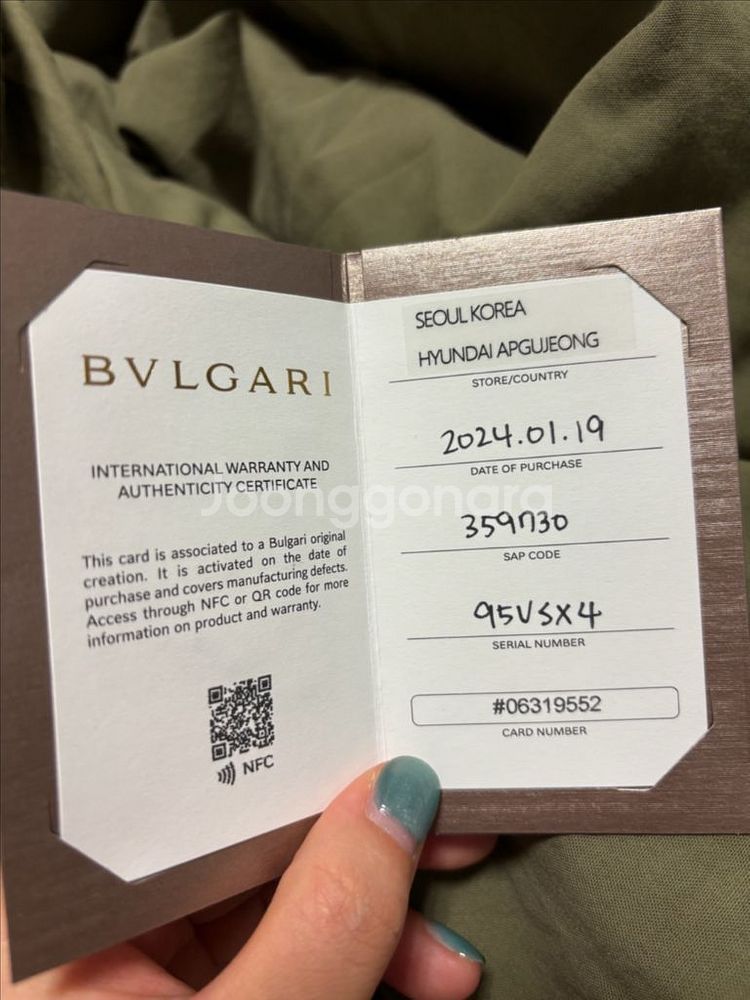 BVLGARI
INTERNATIONAL WARRANTY AND
AUTHENTICITY CERTIFICATE
This card is associated to a Bulgari original
creation. It is activated on the date of
purchase and covers manufacturing defects.
Access through NFC or QR code for more
information on product and warranty.
NFC
SEOUL KOREA
HYUNDAI APGUJEONG
STORE/COUNTRY
2024.01.19
DATE OF PURCHASE
359730
SAP CODE
95VSX4
SERIAL NUMBER
#06319552
CARD NUMBER
Joonggonara